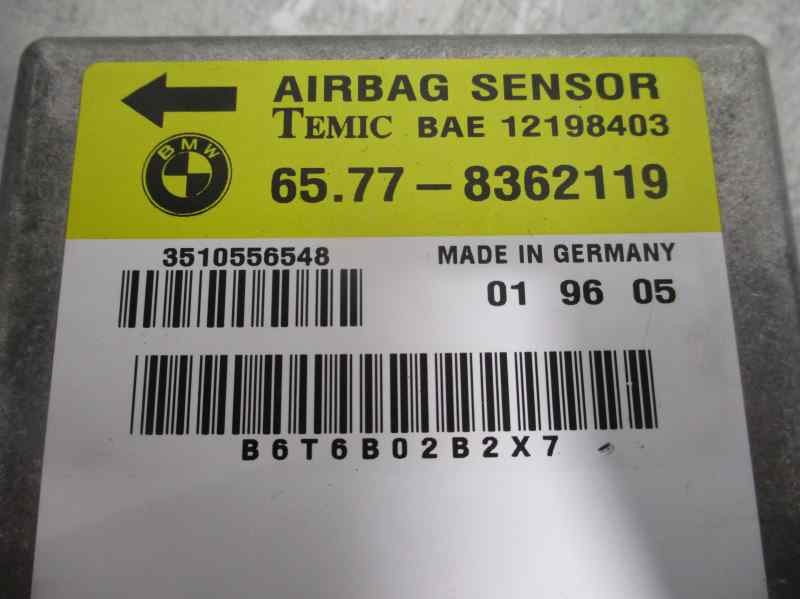 AIRBAG SENSOR
TEMIC BAE 12198403
BMW
65.77 – 8362119
3510556548
MADE IN GERMANY
01 96 05
B6T6B02B2X7